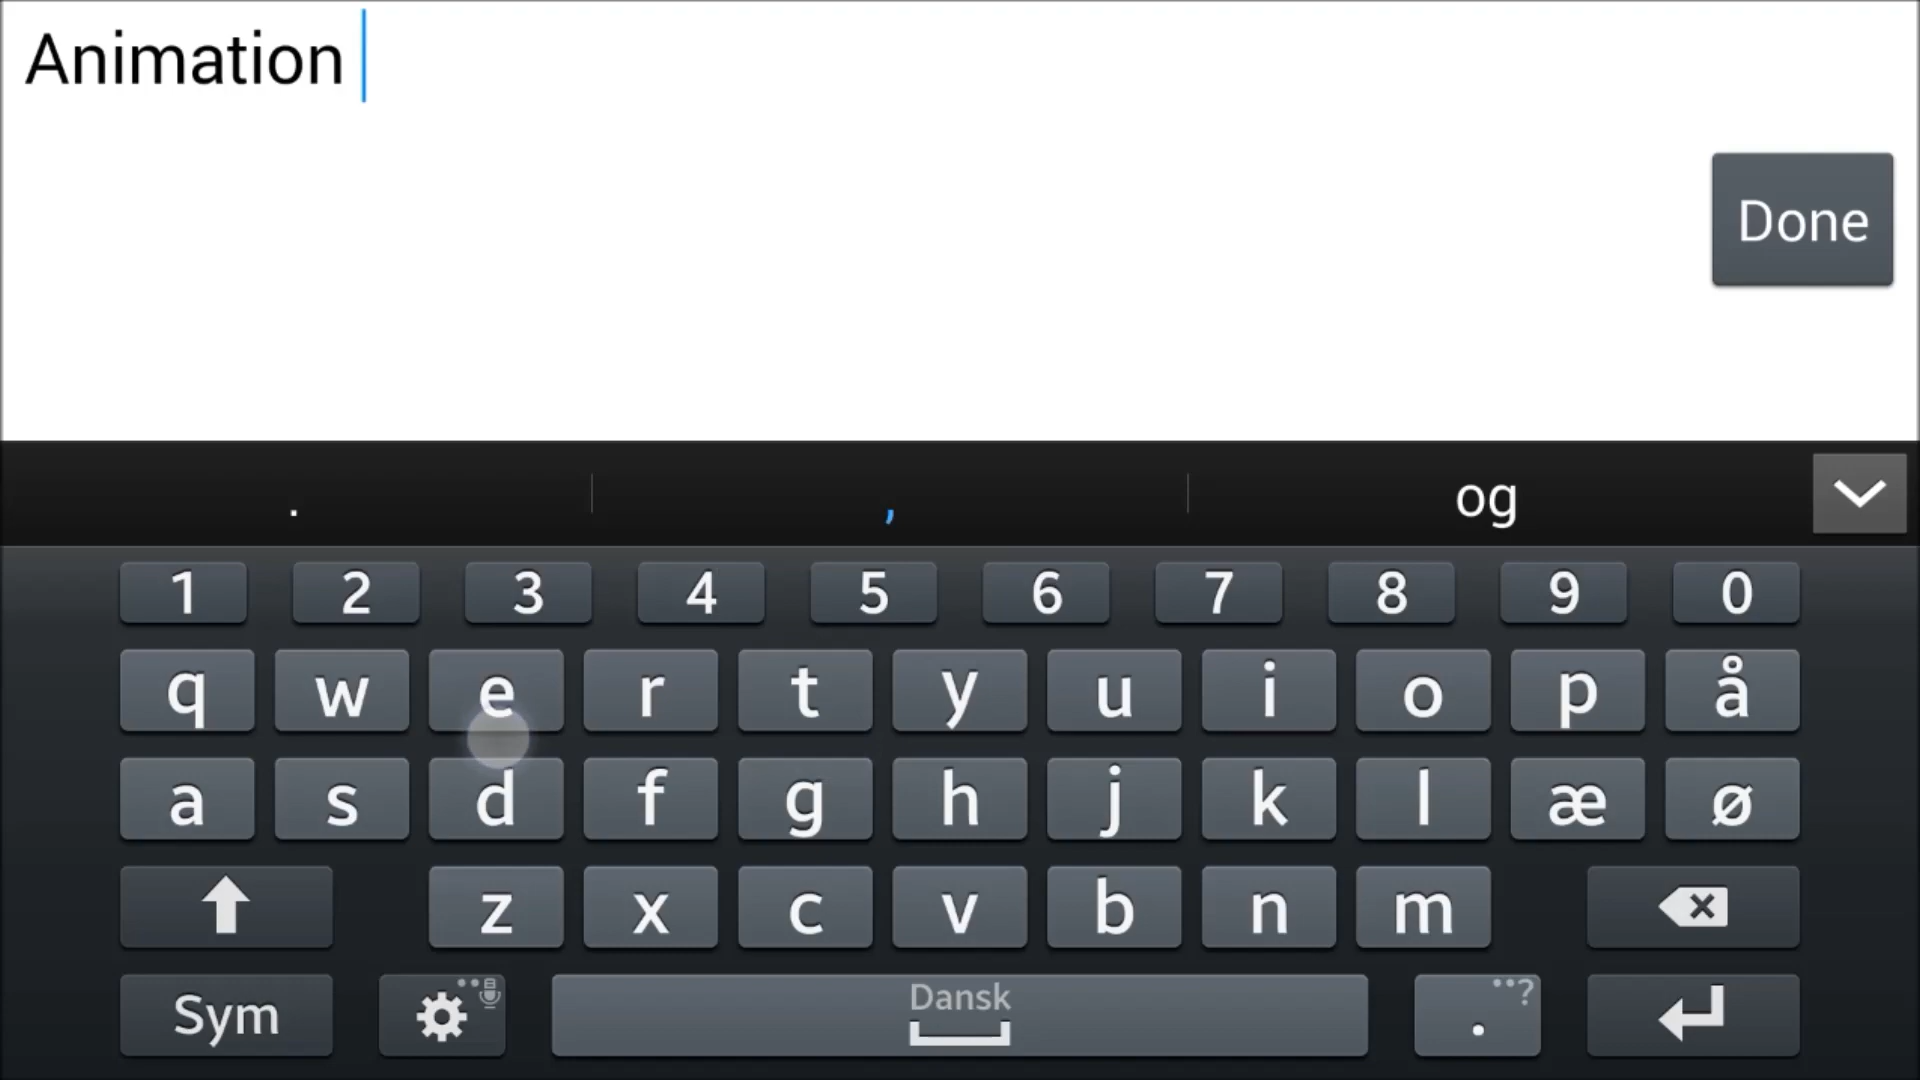 Animation
Done
. , og
1 2 3 4 5 6 7 8 9 0
q w e r t y u i o p å
a s d f g h j k l æ ø
z x c v b n m
Sym Dansk . ?